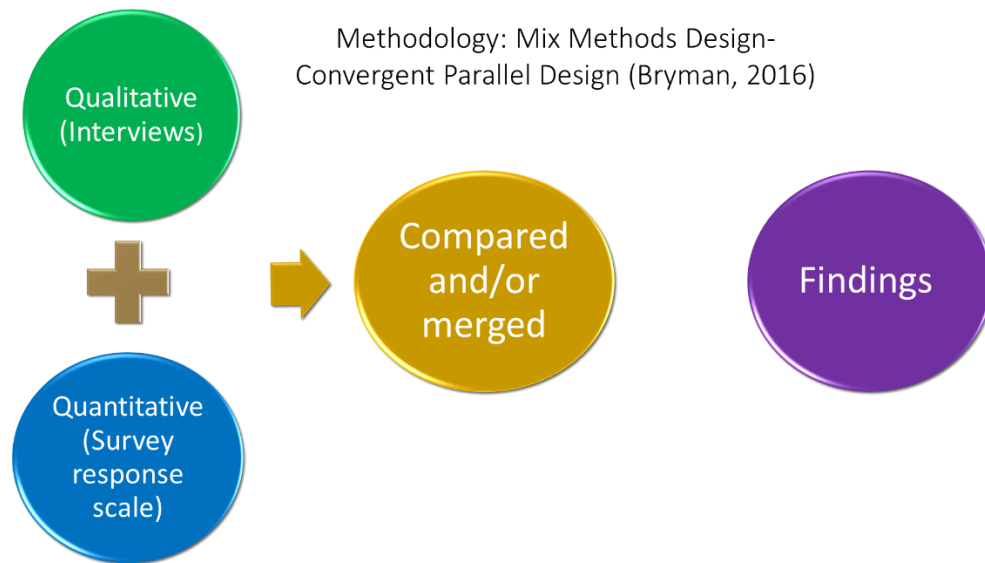 Methodology: Mix Methods Design-
Convergent Parallel Design (Bryman, 2016)
Qualitative
(Interviews)
Quantitative
(Survey
response
scale)
Compared
and/or
merged
Findings